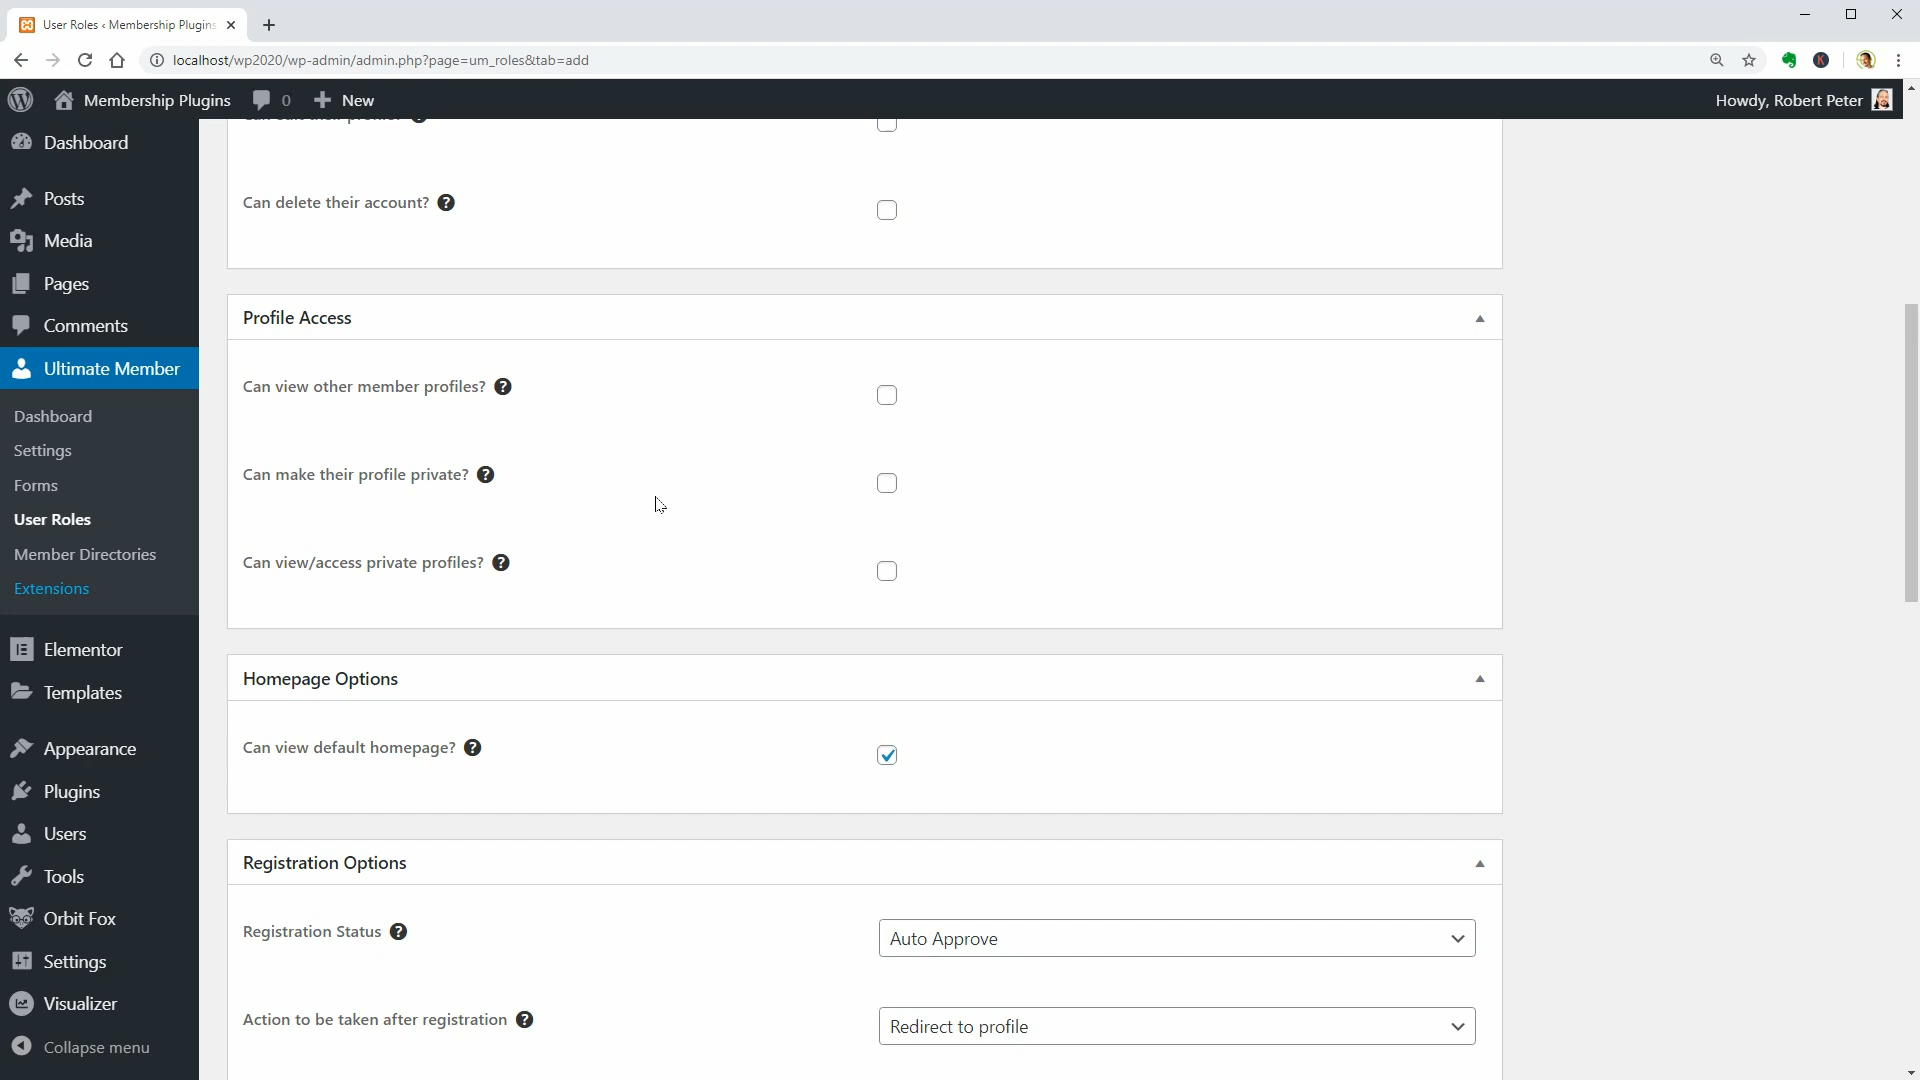 User Roles ‹ Membership Plugins
localhost/wp2020/wp-admin/admin.php?page=um_roles&tab=add
Membership Plugins 0 New
Howdy, Robert Peter
Dashboard
Posts
Media
Pages
Comments
Ultimate Member
Dashboard
Settings
Forms
User Roles
Member Directories
Extensions
Elementor
Templates
Appearance
Plugins
Users
Tools
Orbit Fox
Settings
Visualizer
Collapse menu
Can delete their account?
Profile Access
Can view other member profiles?
Can make their profile private?
Can view/access private profiles?
Homepage Options
Can view default homepage?
Registration Options
Registration Status
Auto Approve
Action to be taken after registration
Redirect to profile